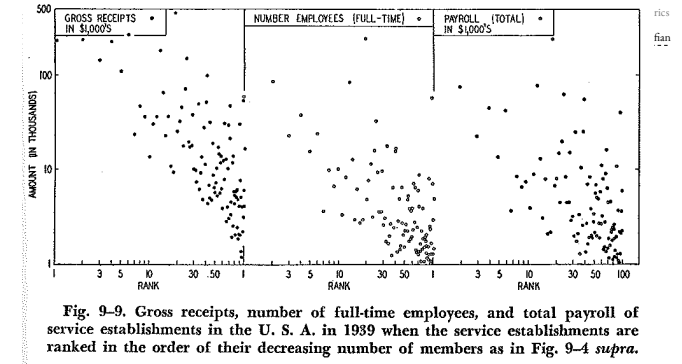 GROSS RECEIPTS
IN $1,000'S
NUMBER EMPLOYEES (FULL-TIME)
PAYROLL (TOTAL)
IN $1,000'S
rics
fian
AMOUNT (IN THOUSANDS)
500
100
10
1
1 3 5 10 30 50 1
3 5 10 30 50 1
3 5 10 30 50 100
RANK
RANK
RANK
Fig. 9–9. Gross receipts, number of full-time employees, and total payroll of
service establishments in the U. S. A. in 1939 when the service establishments are
ranked in the order of their decreasing number of members as in Fig. 9–4 supra.